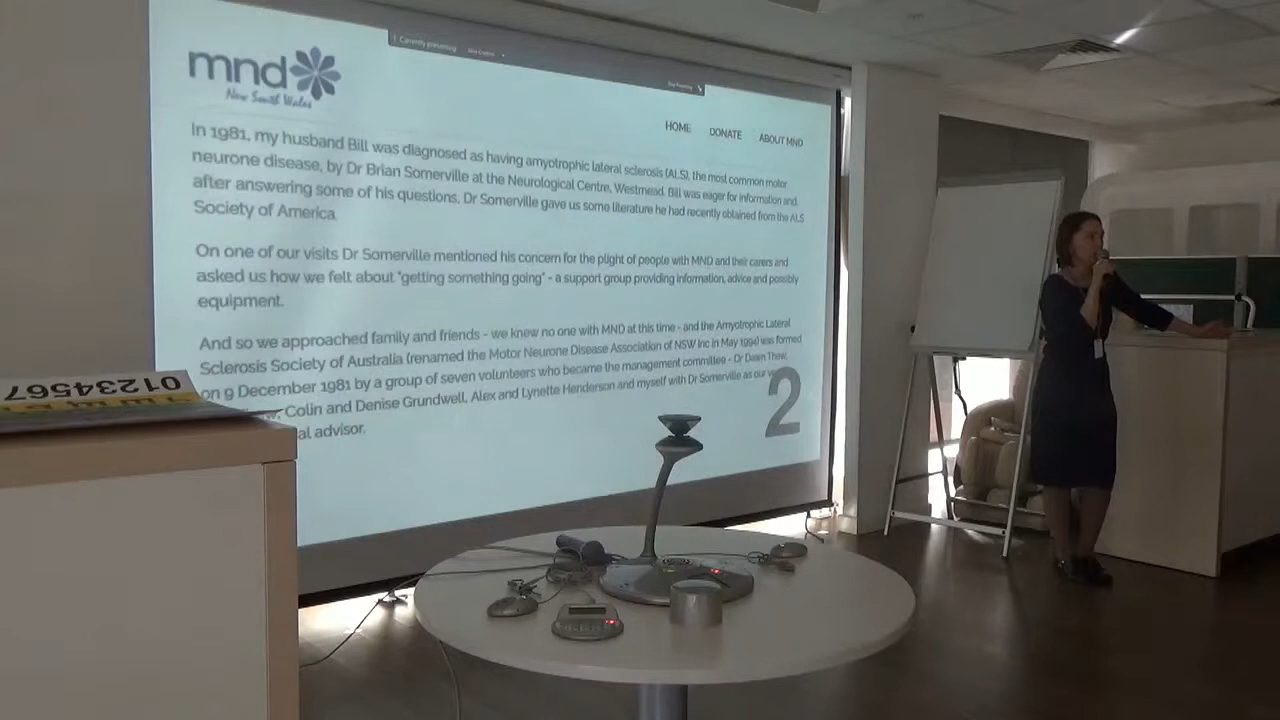 Currently presenting
mnd
New South Wales
HOME DONATE ABOUT MND
In 1981, my husband Bill was diagnosed as having amyotrophic lateral sclerosis (ALS), the most common motor
neurone disease, by Dr Brian Somerville at the Neurological Centre, Westmead. Bill was eager for information and,
after answering some of his questions, Dr Somerville gave us some literature he had recently obtained from the ALS
Society of America.
On one of our visits Dr Somerville mentioned his concern for the plight of people with MND and their carers and
asked us how we felt about "getting something going" - a support group providing information, advice and possibly
equipment.
And so we approached family and friends - we knew no one with MND at this time - and the Amyotrophic Lateral
Sclerosis Society of Australia (renamed the Motor Neurone Disease Association of NSW Inc in May 1994) was formed
on 9 December 1981 by a group of seven volunteers who became the management committee - Dr Dawn Thew,
Colin and Denise Grundwell, Alex and Lynette Henderson and myself with Dr Somerville as our
al advisor.
2
01234567